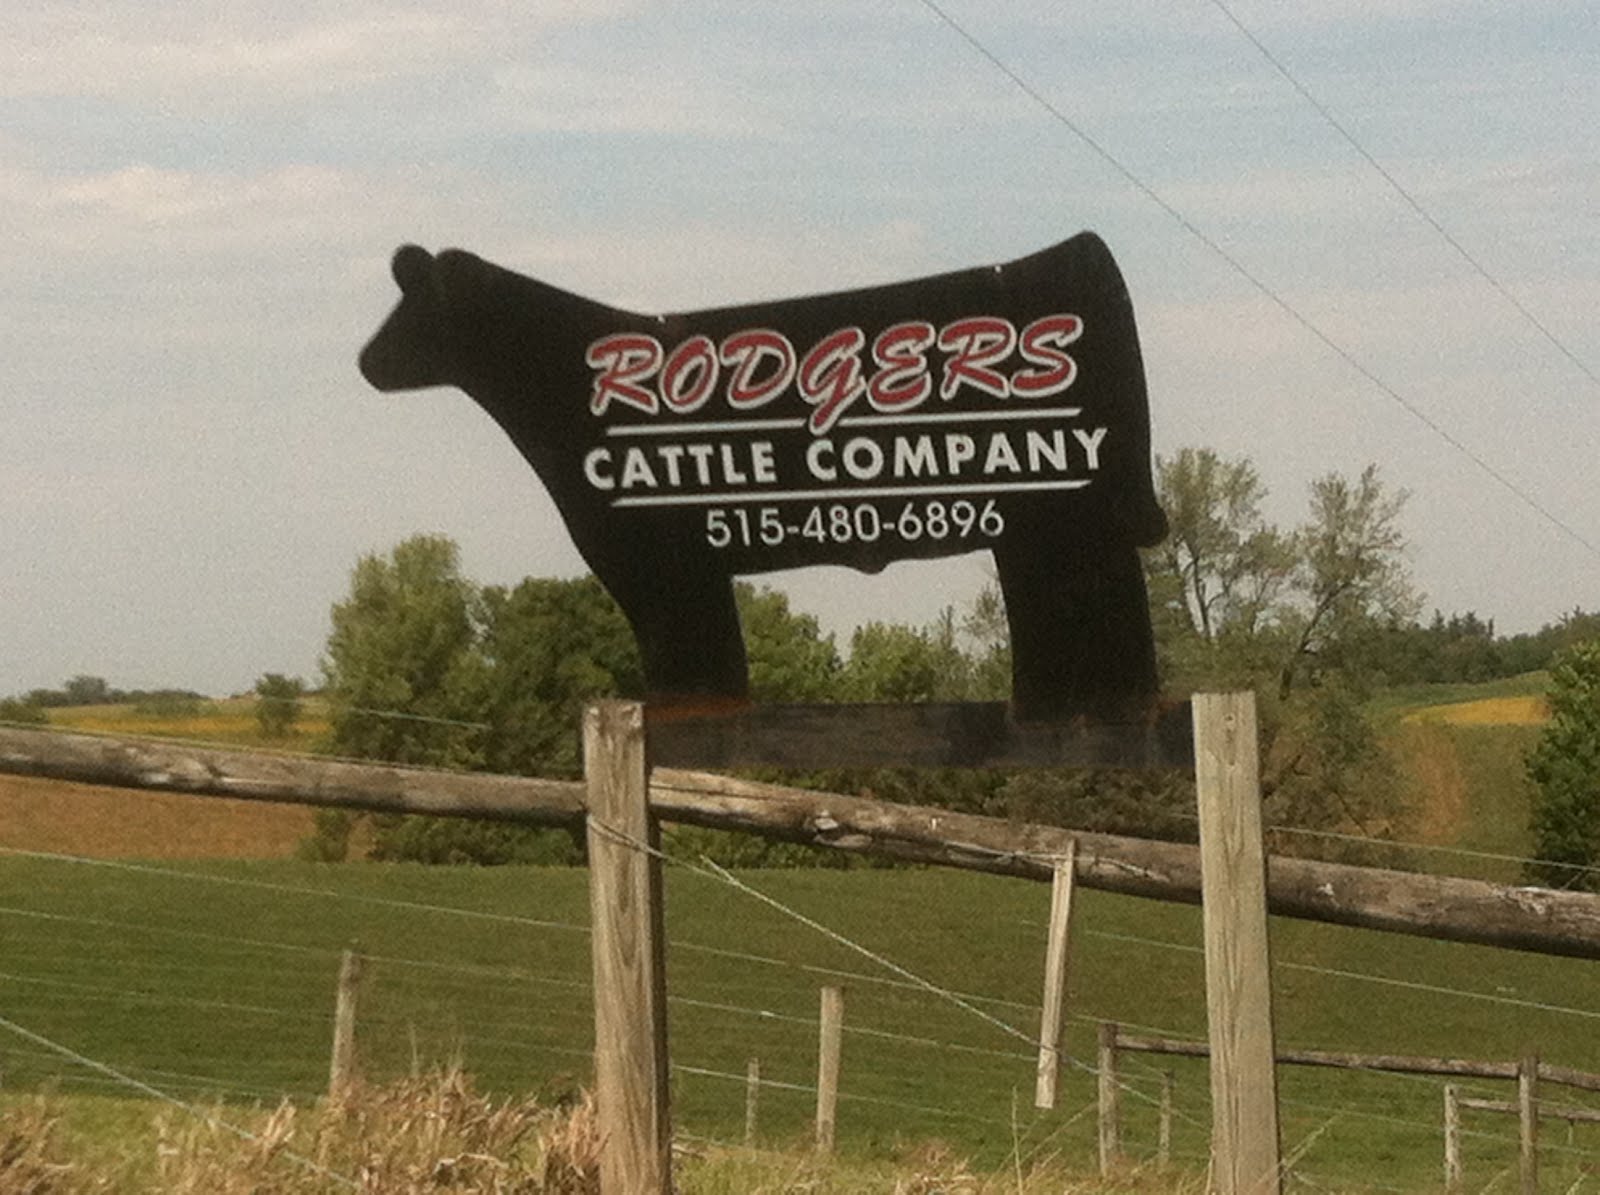 RODGERS
CATTLE COMPANY
515-480-6896